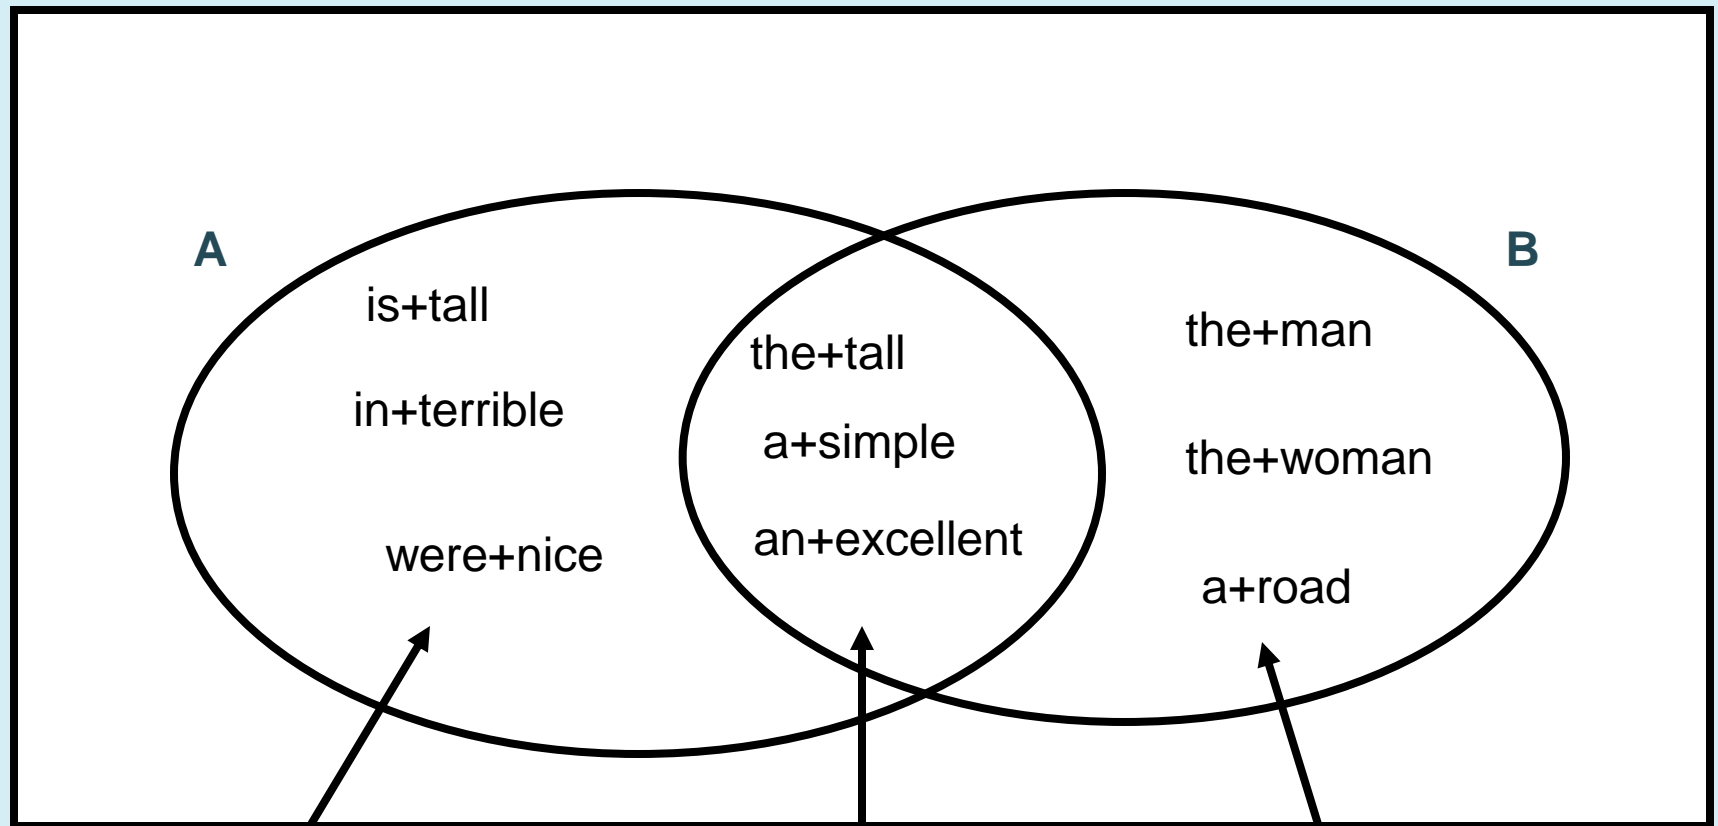 A
B
is+tall
in+terrible
were+nice
the+tall
a+simple
an+excellent
the+man
the+woman
a+road